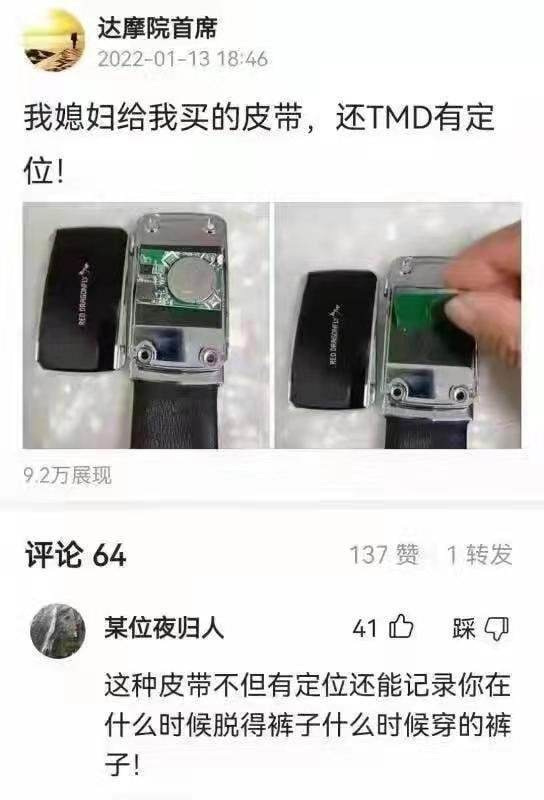 达摩院首席
2022-01-13 18:46
我媳妇给我买的皮带，还TMD有定
位！
RED DRAGONFLY
RED DRAGONFLY
9.2万展现
评论 64
137 赞
1 转发
某位夜归人
41
踩
这种皮带不但有定位还能记录你在
什么时候脱得裤子什么时候穿的裤
子！